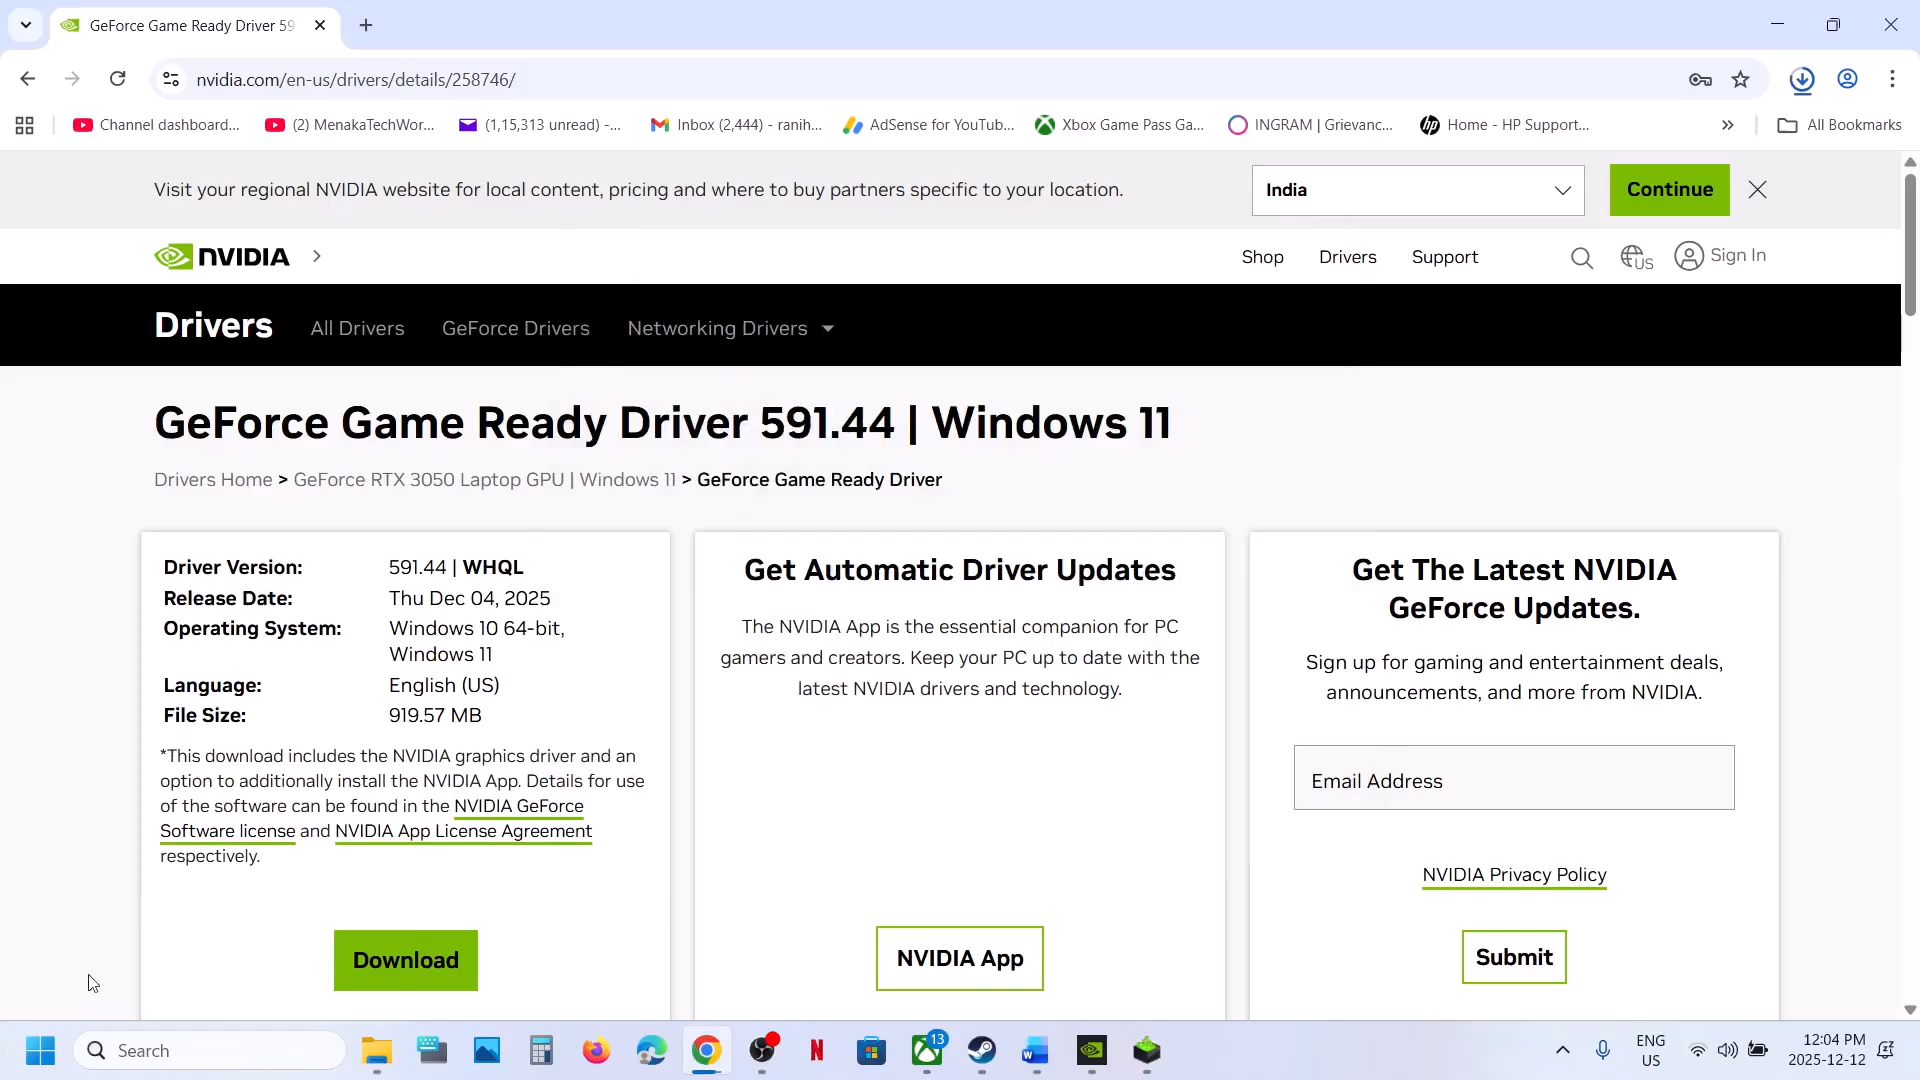 GeForce Game Ready Driver 59
nvidia.com/en-us/drivers/details/258746/
Channel dashboard...
(2) MenakaTechWor...
(1,15,313 unread) -...
Inbox (2,444) - ranih...
AdSense for YouTub...
Xbox Game Pass Ga...
INGRAM | Grievanc...
Home - HP Support...
All Bookmarks
Visit your regional NVIDIA website for local content, pricing and where to buy partners specific to your location.
India
Continue
NVIDIA
Shop
Drivers
Support
US
Sign In
Drivers
All Drivers
GeForce Drivers
Networking Drivers
GeForce Game Ready Driver 591.44 | Windows 11
Drivers Home > GeForce RTX 3050 Laptop GPU | Windows 11 > GeForce Game Ready Driver
Driver Version: 591.44 | WHQL
Release Date: Thu Dec 04, 2025
Operating System: Windows 10 64-bit,
Windows 11
Language: English (US)
File Size: 919.57 MB
*This download includes the NVIDIA graphics driver and an
option to additionally install the NVIDIA App. Details for use
of the software can be found in the NVIDIA GeForce
Software license and NVIDIA App License Agreement
respectively.
Download
Get Automatic Driver Updates
The NVIDIA App is the essential companion for PC
gamers and creators. Keep your PC up to date with the
latest NVIDIA drivers and technology.
NVIDIA App
Get The Latest NVIDIA
GeForce Updates.
Sign up for gaming and entertainment deals,
announcements, and more from NVIDIA.
Email Address
NVIDIA Privacy Policy
Submit
Search
13
ENG
US
12:04 PM
2025-12-12